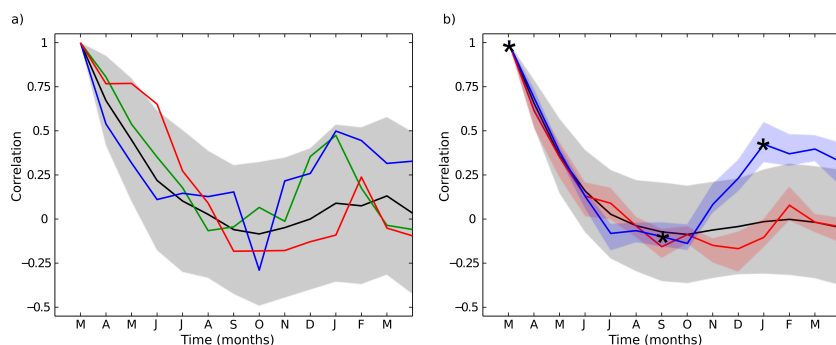 a)
1
0.75
0.5
0.25
0
−0.25
−0.5
Correlation
M A M J J A S O N D J F M
Time (months)
b)
1
0.75
0.5
0.25
0
−0.25
−0.5
Correlation
M A M J J A S O N D J F M
Time (months)